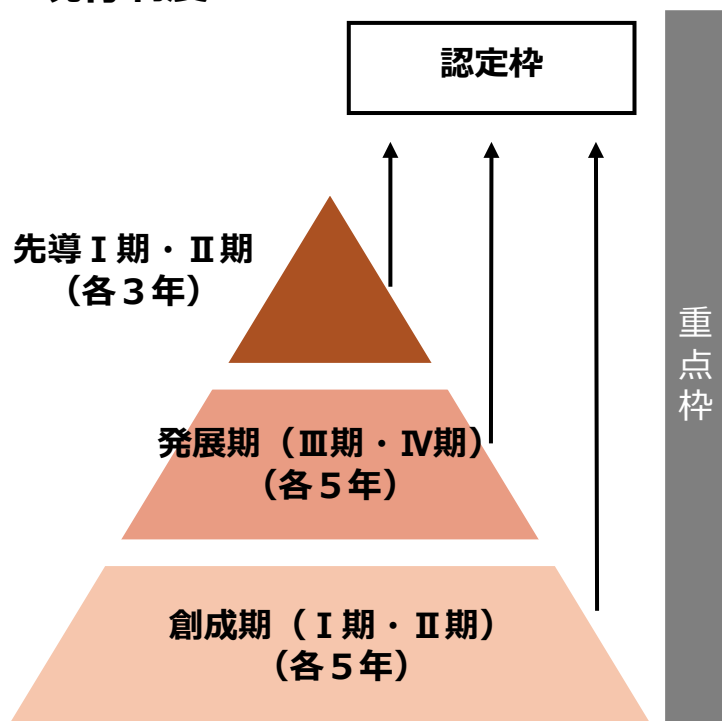 認定枠
先導Ⅰ期・Ⅱ期
（各３年）
発展期（Ⅲ期・Ⅳ期）
（各５年）
創成期（Ⅰ期・Ⅱ期）
（各５年）
重点枠